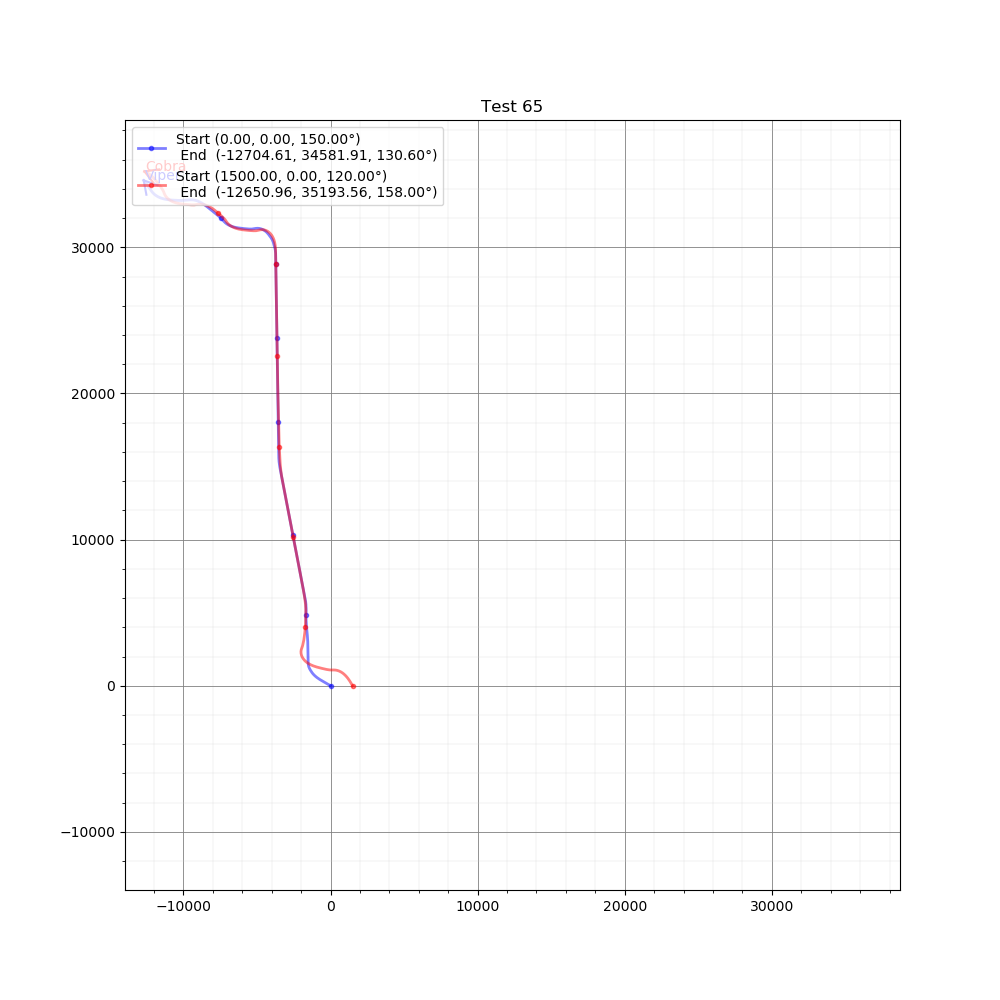 Test 65
Start (0.00, 0.00, 150.00°)
End (-12704.61, 34581.91, 130.60°)
Cobra
Viper
Start (1500.00, 0.00, 120.00°)
End (-12650.96, 35193.56, 158.00°)
30000
20000
10000
0
−10000
−10000
0
10000
20000
30000